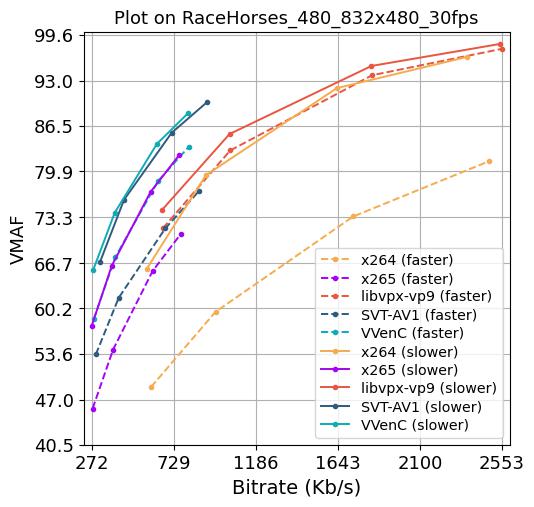 Plot on RaceHorses_480_832x480_30fps
99.6
93.0
86.5
79.9
73.3
66.7
60.2
53.6
47.0
40.5
VMAF
x264 (faster)
x265 (faster)
libvpx-vp9 (faster)
SVT-AV1 (faster)
VVenC (faster)
x264 (slower)
x265 (slower)
libvpx-vp9 (slower)
SVT-AV1 (slower)
VVenC (slower)
272 729 1186 1643 2100 2553
Bitrate (Kb/s)